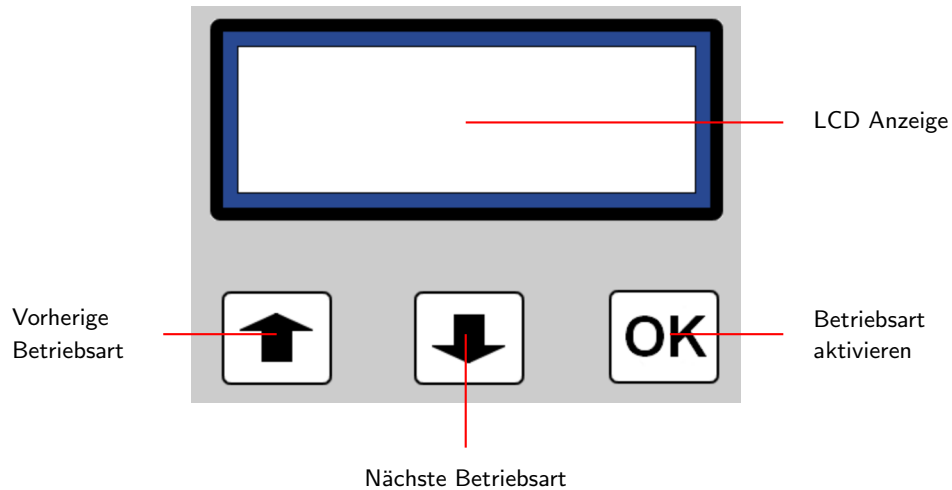 LCD Anzeige
Vorherige
Betriebsart
OK
Betriebsart
aktivieren
Nächste Betriebsart